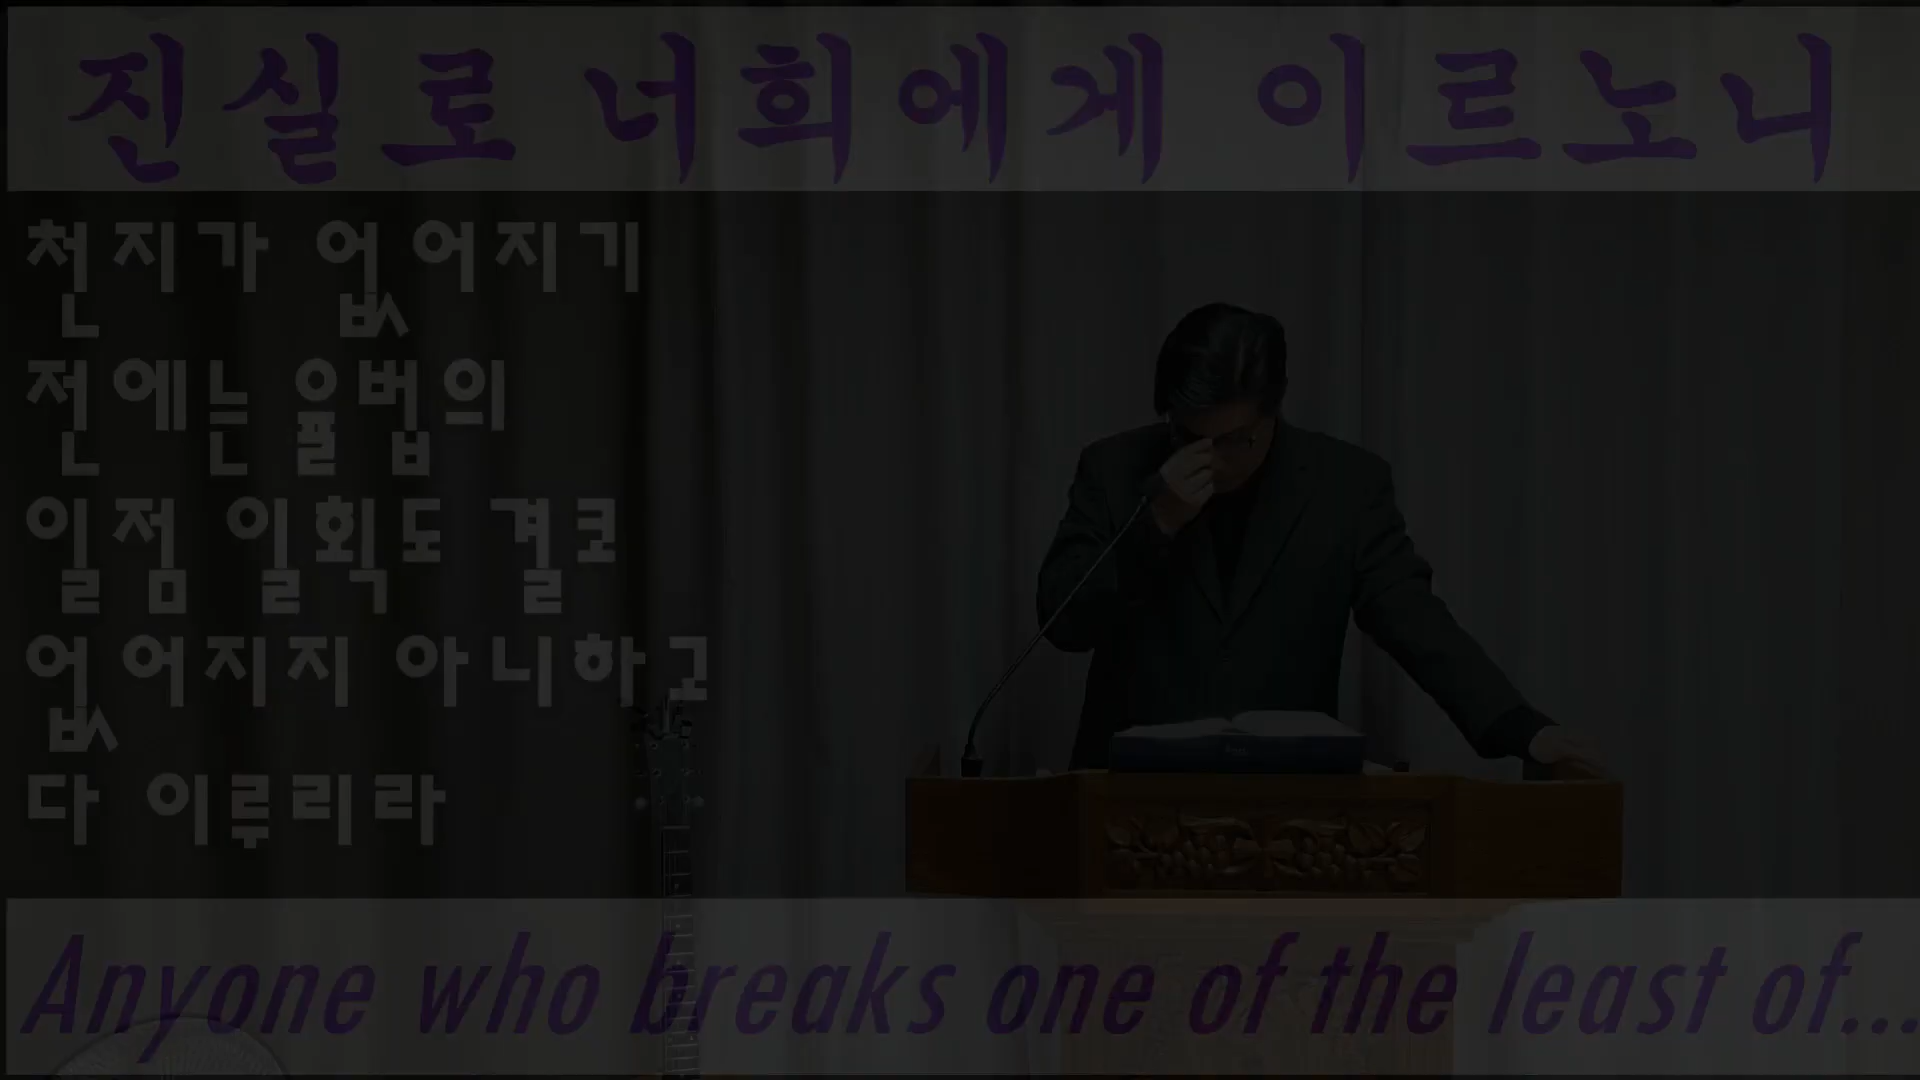 진실로 너희에게 이르노니
천지가 없어지기
전에는 율법의
일점 일획도 결코
없어지지 아니하고
다 이루리라
Anyone who breaks one of the least of...